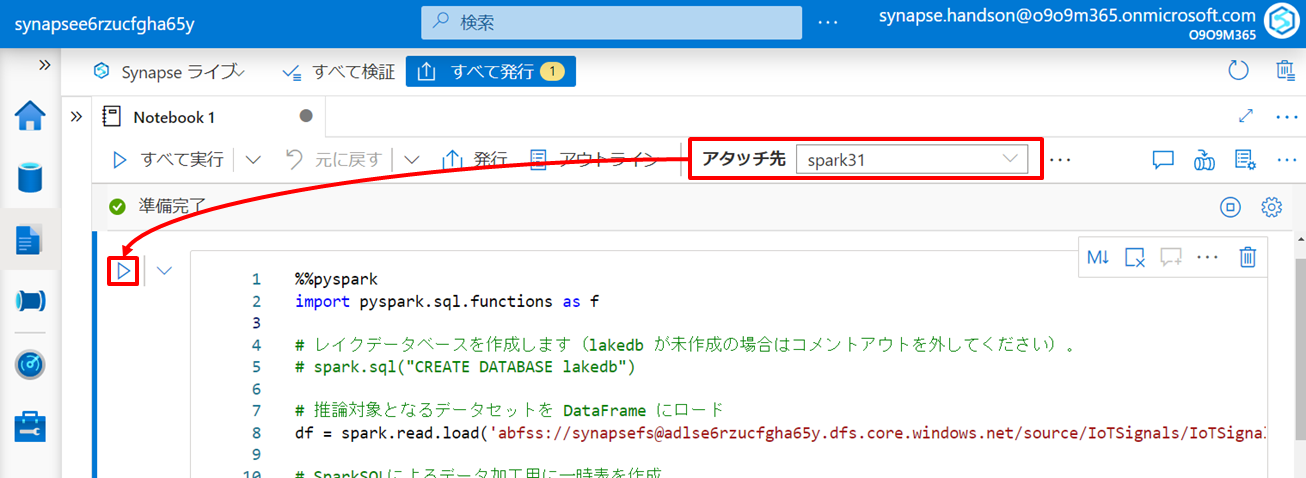 synapsee6rzucfgha65y
検索
synapse.handson@o9o9m365.onmicrosoft.com
O9O9M365
Synapse ライブ
すべて検証
すべて発行 1
Notebook 1
すべて実行
元に戻す
発行
アウトライン
アタッチ先
spark31
準備完了
M↓
1 %%pyspark
2 import pyspark.sql.functions as f
3
4 # レイクデータベースを作成します（lakedb が未作成の場合はコメントアウトを外してください）.
5 # spark.sql("CREATE DATABASE lakedb")
6
7 # 推論対象となるデータセットを DataFrame にロード
8 df = spark.read.load('abfss://synapsefs@adlse6rzucfgha65y.dfs.core.windows.net/source/IoTSignals/IoTSignal
9
10 # SparkSQLによるデータ加工用に一時表を作成